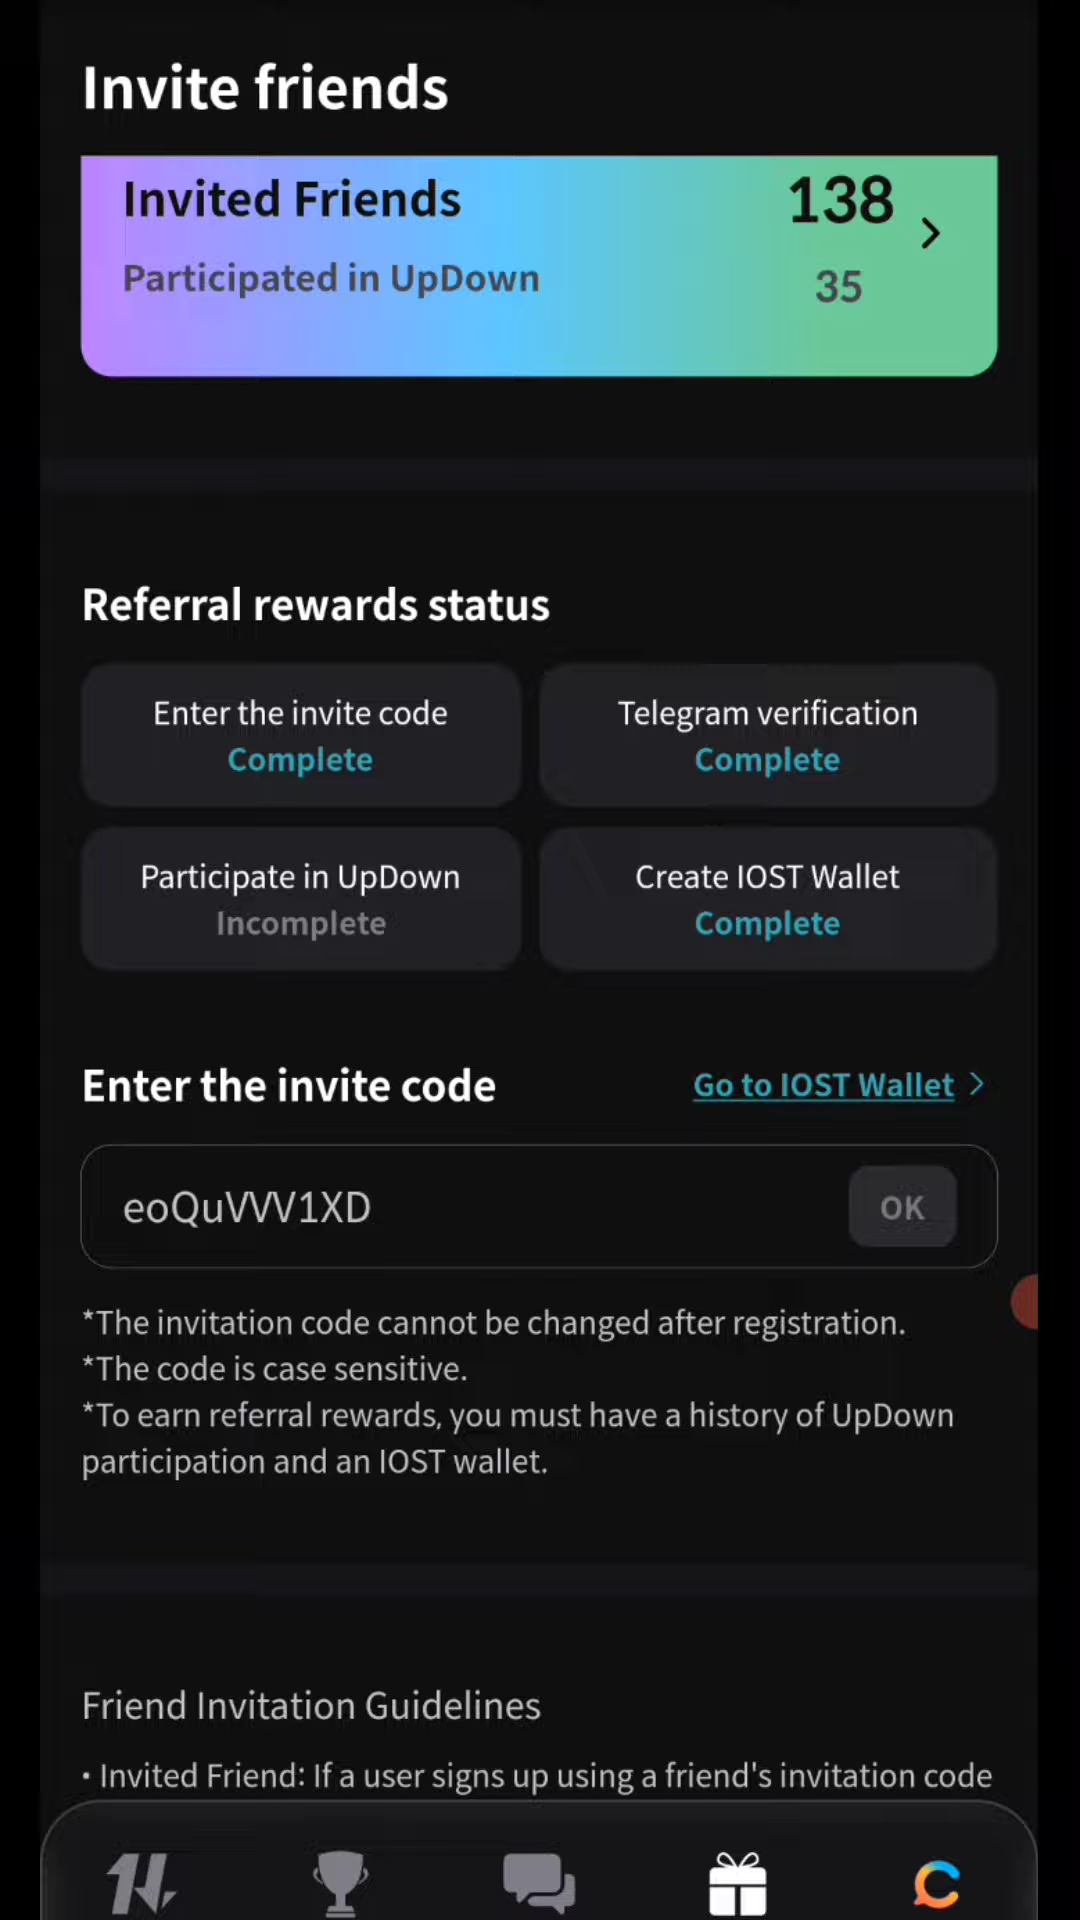 Invite friends
Invited Friends 138
Participated in UpDown 35
Referral rewards status
Enter the invite code
Complete
Telegram verification
Complete
Participate in UpDown
Incomplete
Create IOST Wallet
Complete
Enter the invite code
Go to IOST Wallet >
eoQuVVV1XD
OK
*The invitation code cannot be changed after registration.
*The code is case sensitive.
*To earn referral rewards, you must have a history of UpDown
participation and an IOST wallet.
Friend Invitation Guidelines
• Invited Friend: If a user signs up using a friend's invitation code